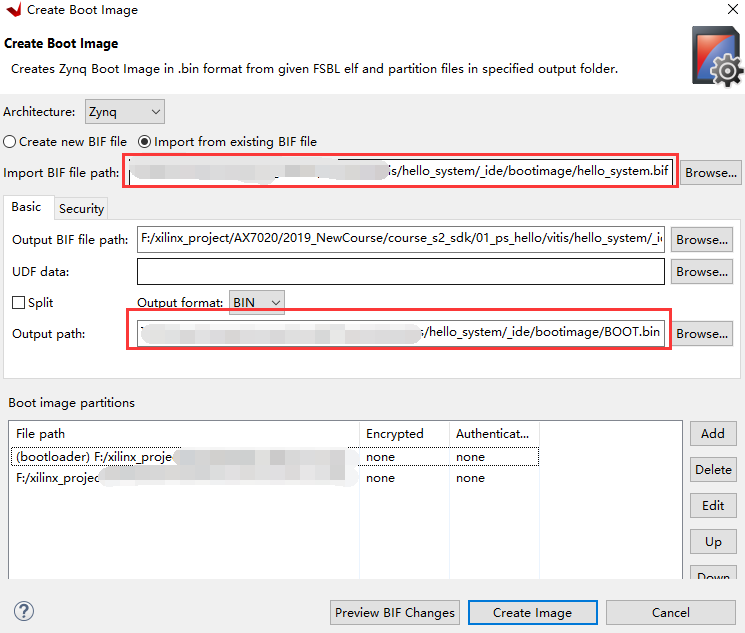 Create Boot Image
Create Boot Image
Creates Zynq Boot Image in .bin format from given FSBL elf and partition files in specified output folder.
Architecture: Zynq
Create new BIF file Import from existing BIF file
Import BIF file path: is/hello_system/_ide/bootimage/hello_system.bif Browse...
Basic Security
Output BIF file path: F:/xilinx_project/AX7020/2019_NewCourse/course_s2_sdk/01_ps_hello/vitis/hello_system/_i Browse...
UDF data: Browse...
Split Output format: BIN
Output path: s/hello_system/_ide/bootimage/BOOT.bin Browse...
Boot image partitions
File path Encrypted Authenticat... Add
(bootloader) F:/xilinx_proje none none
F:/xilinx_projec none none Delete
Edit
Up
Down
? Preview BIF Changes Create Image Cancel